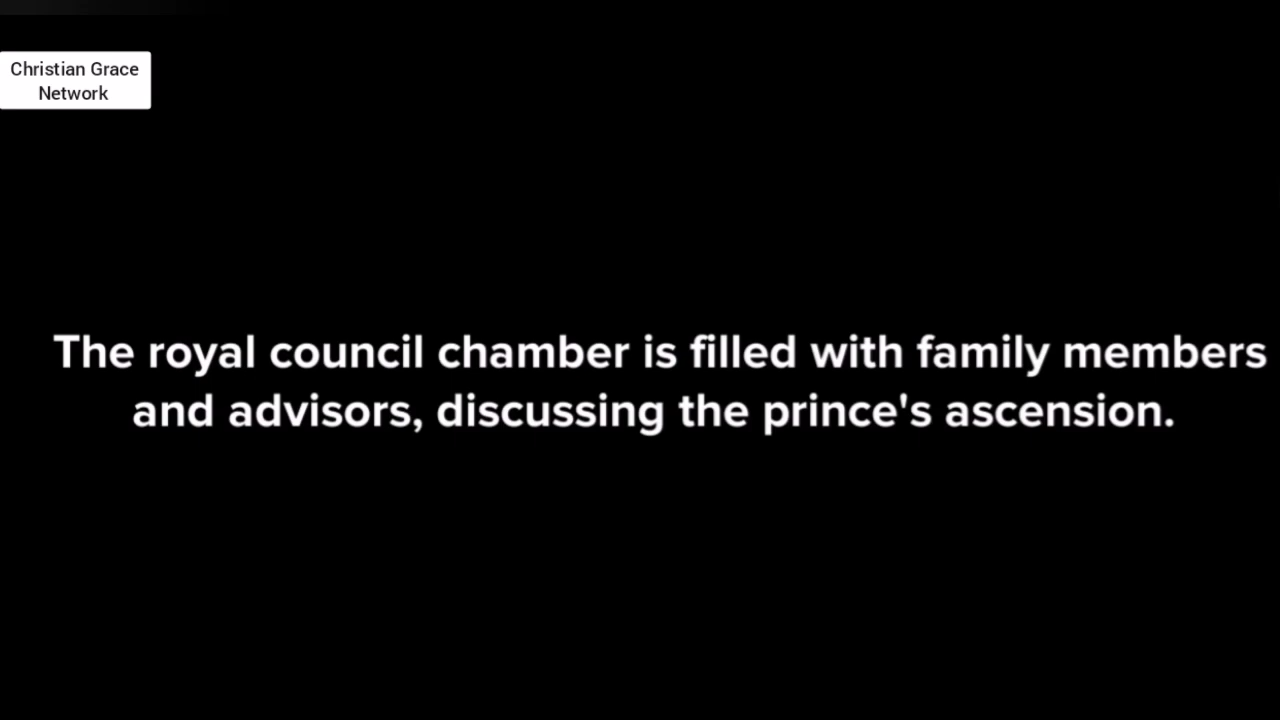 Christian Grace
Network
The royal council chamber is filled with family members
and advisors, discussing the prince's ascension.